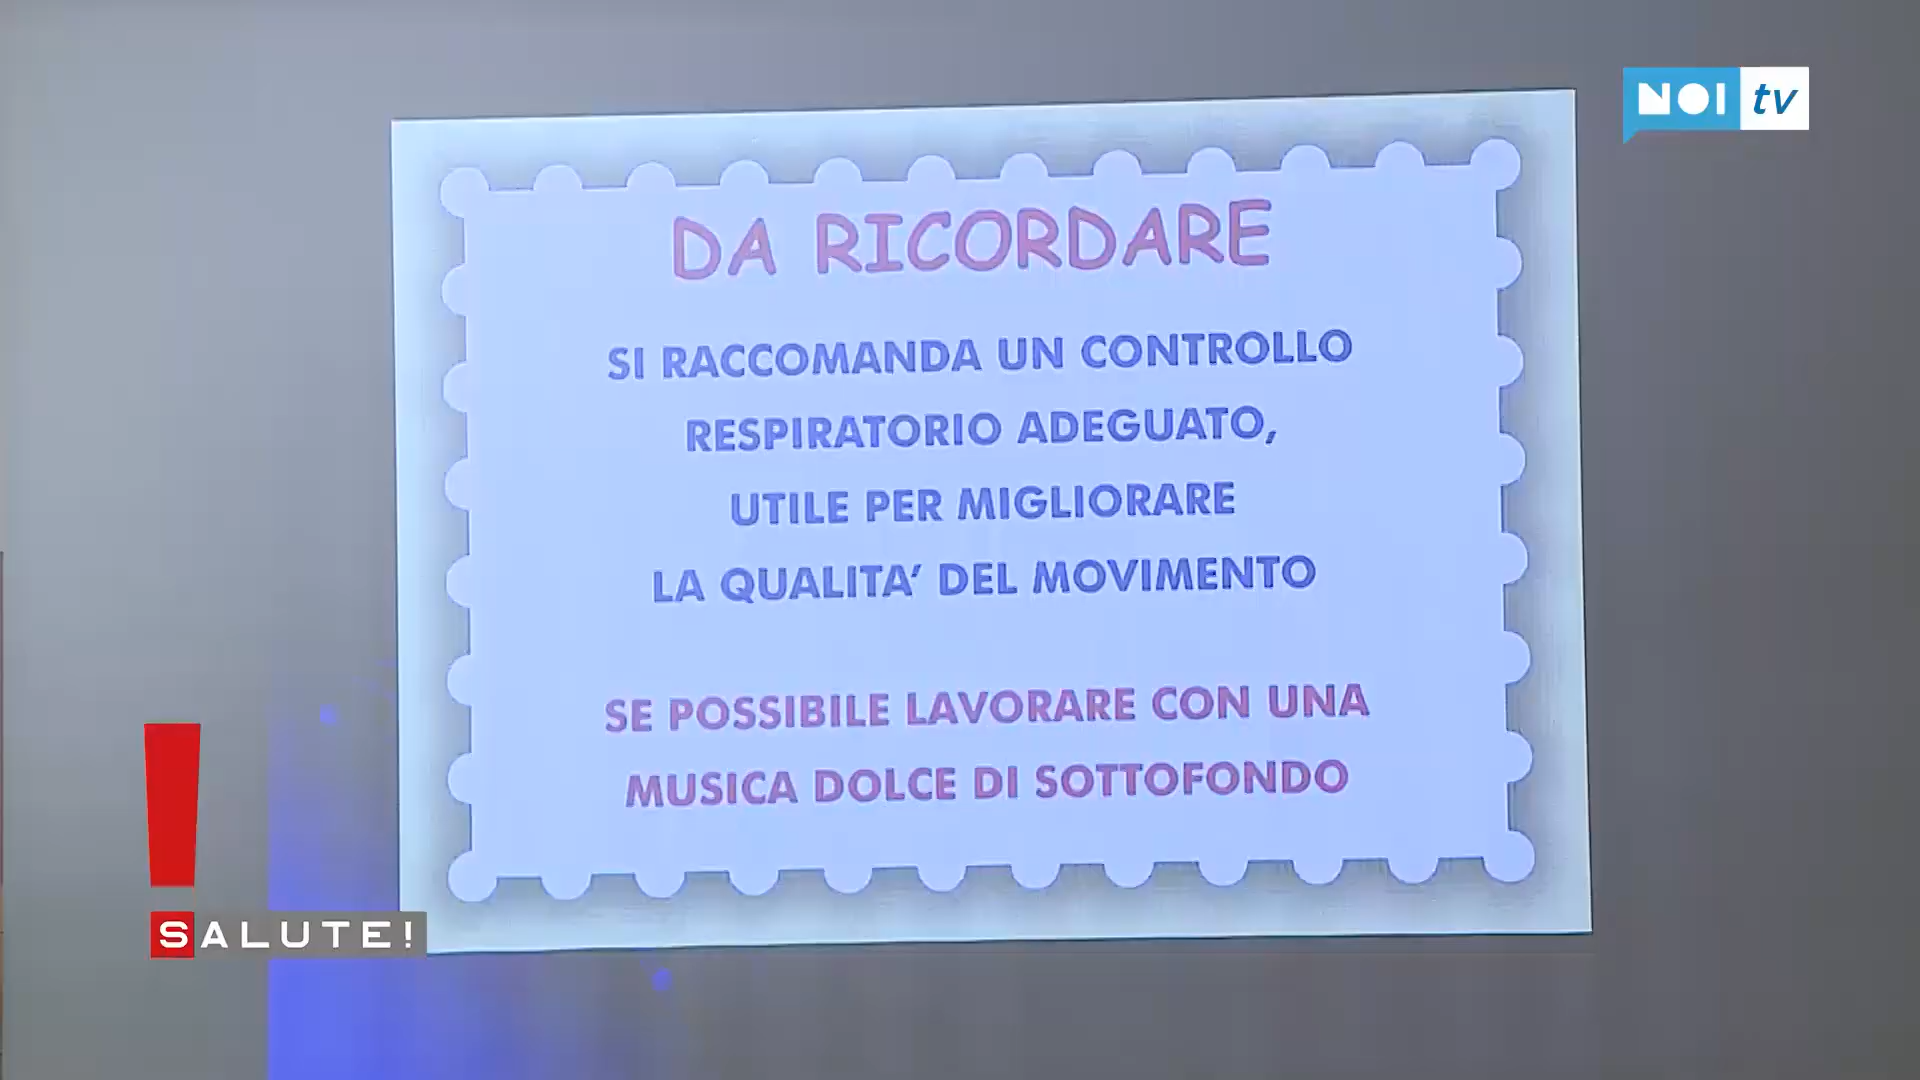 NOI tv
DA RICORDARE
SI RACCOMANDA UN CONTROLLO
RESPIRATORIO ADEGUATO,
UTILE PER MIGLIORARE
LA QUALITA' DEL MOVIMENTO
SE POSSIBILE LAVORARE CON UNA
MUSICA DOLCE DI SOTTOFONDO
SALUTE!